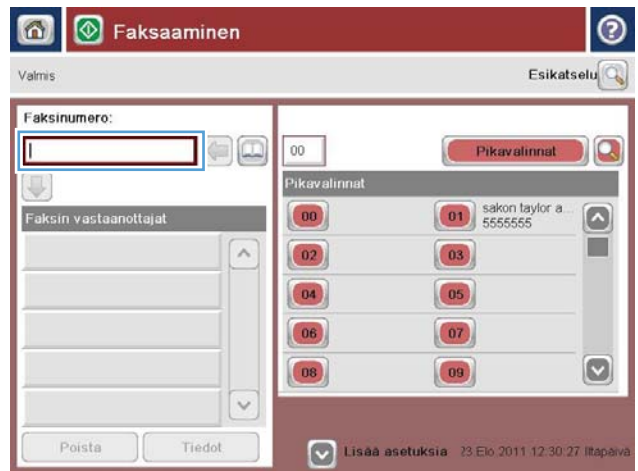 Faksaaminen
Valmis
Esikatselu
Faksinumero:
00
Pikavalinnat
Pikavalinnat
Faksin vastaanottajat
00
01 sakon taylor a...
5555555
02
03
04
05
06
07
08
09
Poista
Tiedot
Lisää asetuksia
23 Elo 2011 12:30:27 Iltapäivä